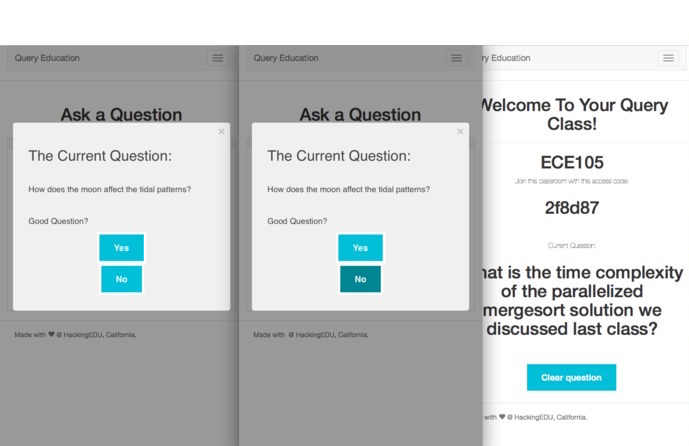 Query Education
Ask a Question
×
The Current Question:
How does the moon affect the tidal patterns?
Good Question?
Yes
No
Made with ♥ @ HackingEDU, California.
Query Education
Ask a Question
×
The Current Question:
How does the moon affect the tidal patterns?
Good Question?
Yes
No
Made with @ HackingEDU, California.
ry Education
Welcome To Your Query
Class!
ECE105
Join this classroom with this access code:
2f8d87
Current Question:
hat is the time complexity
of the parallelized
mergesort solution we
discussed last class?
Clear question
with ♥ @ HackingEDU, California.